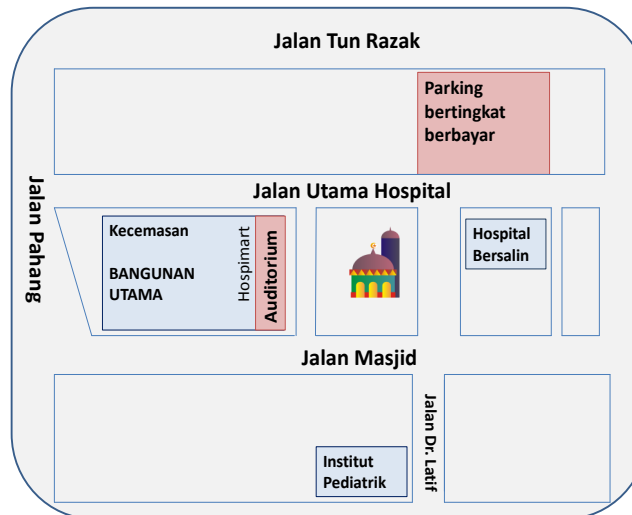 Jalan Tun Razak
Parking
bertingkat
berbayar
Jalan Pahang
Jalan Utama Hospital
Kecemasan
BANGUNAN
UTAMA
Hospimart
Auditorium
Hospital
Bersalin
Jalan Masjid
Institut
Pediatrik
Jalan Dr. Latif